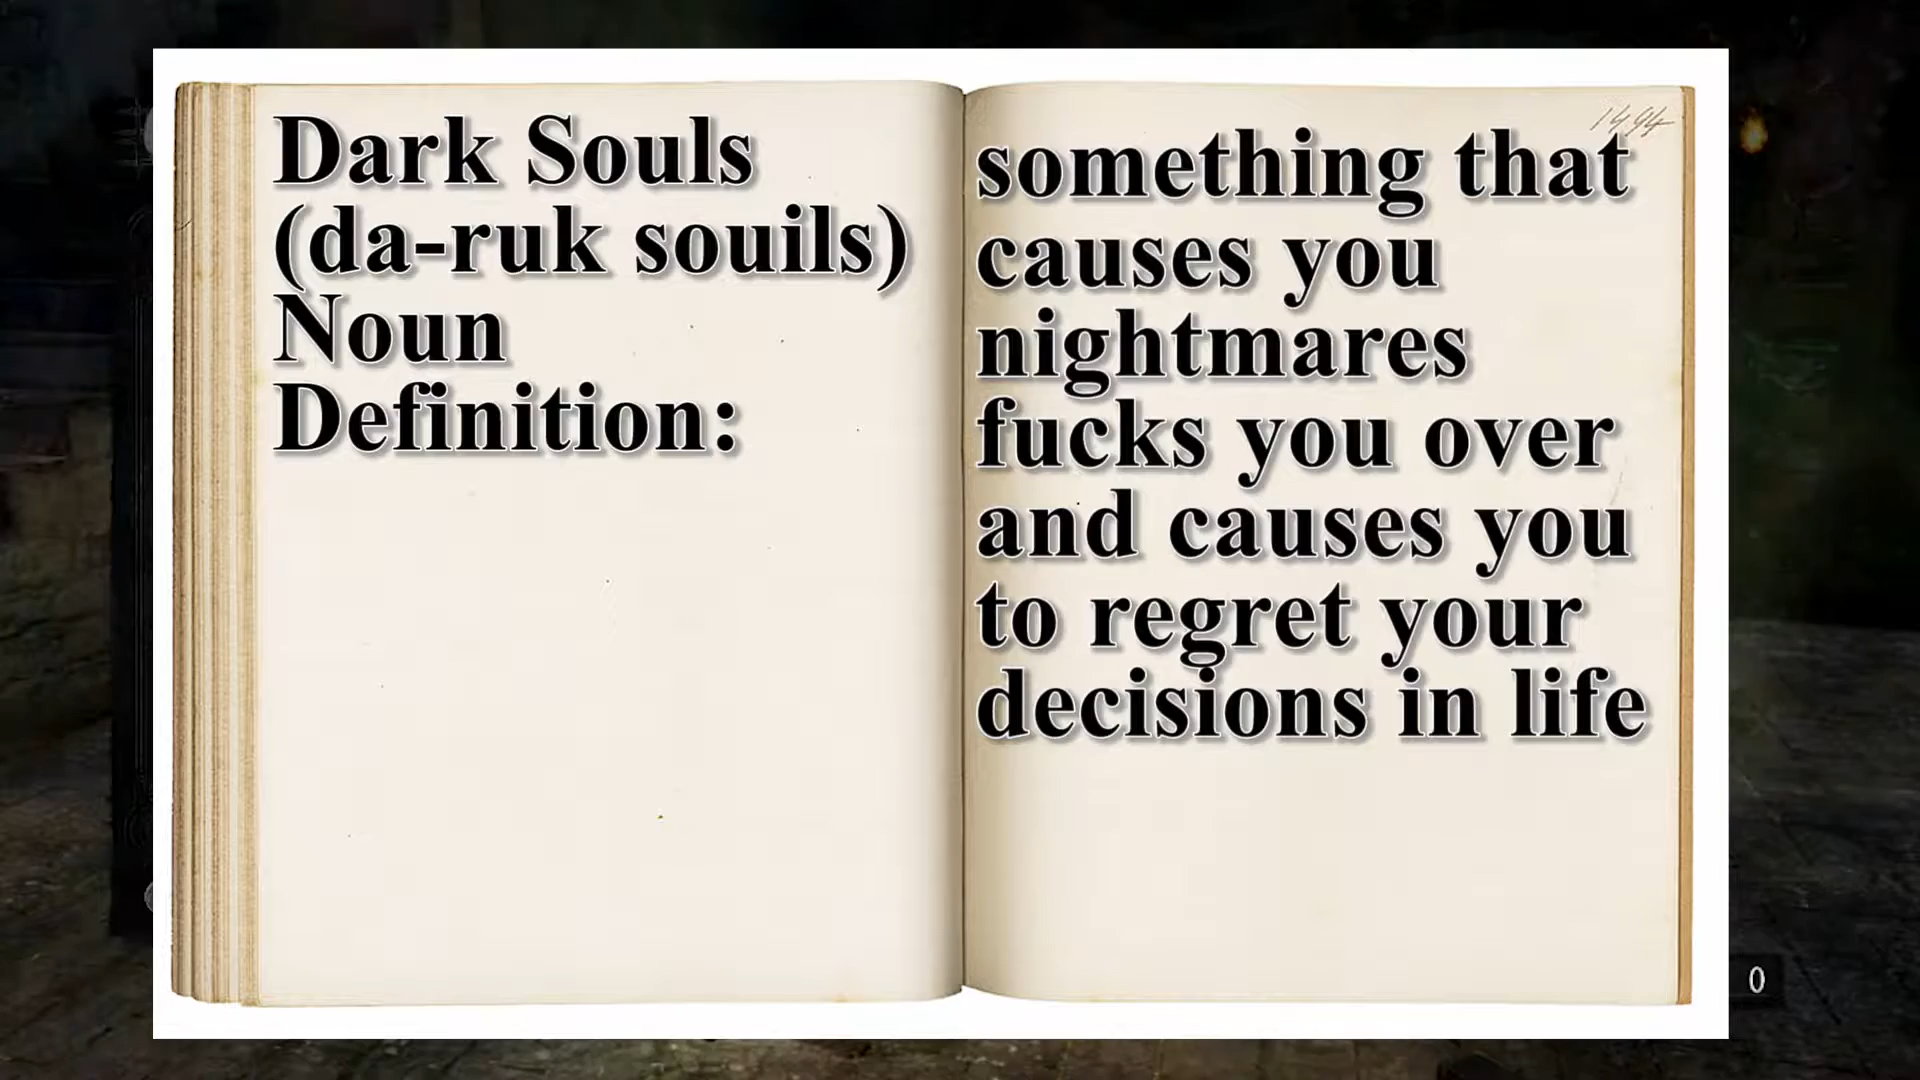 Dark Souls
(da-ruk souils)
Noun
Definition:
1494
something that
causes you
nightmares
fucks you over
and causes you
to regret your
decisions in life
0